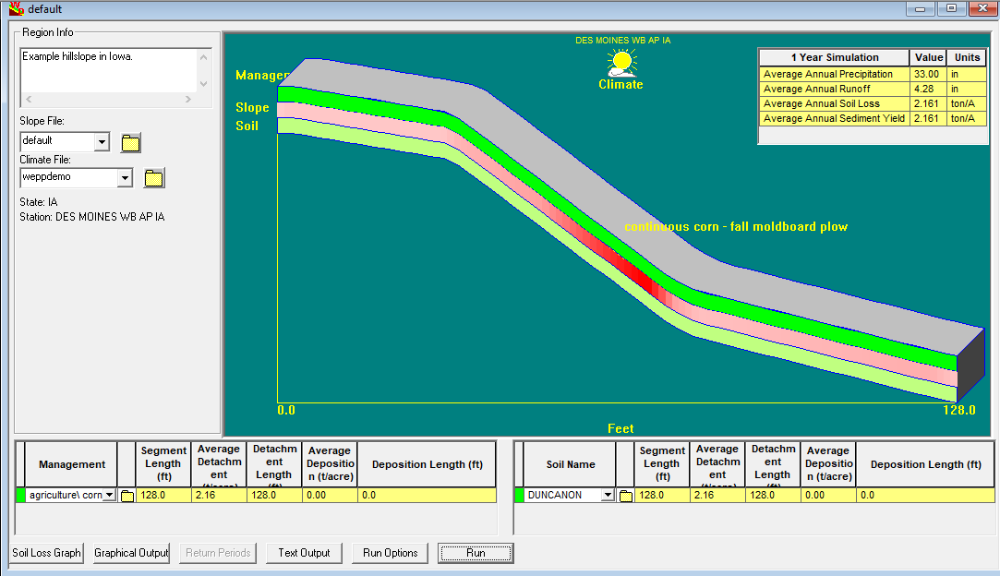 default
Region Info
Example hillslope in Iowa.
Slope File:
default
Climate File:
weppdemo
State: IA
Station: DES MOINES WB AP IA
DES MOINES WB AP IA
Climate
Manager
Slope
Soil
continuous corn - fall moldboard plow
0.0
128.0
Feet
1 Year Simulation Value Units
Average Annual Precipitation 33.00 in
Average Annual Runoff 4.28 in
Average Annual Soil Loss 2.161 ton/A
Average Annual Sediment Yield 2.161 ton/A
Management
Segment
Length
(ft)
Average
Detachm
ent
(t/acre)
Detachm
ent
Length
(ft)
Average
Depositio
n (t/acre)
Deposition Length (ft)
agriculture\ corn 128.0 2.16 128.0 0.00 0.0
Soil Name
Segment
Length
(ft)
Average
Detachm
ent
(t/acre)
Detachm
ent
Length
(ft)
Average
Depositio
n (t/acre)
Deposition Length (ft)
DUNCANON 128.0 2.16 128.0 0.00 0.0
Soil Loss Graph Graphical Output Return Periods Text Output Run Options Run